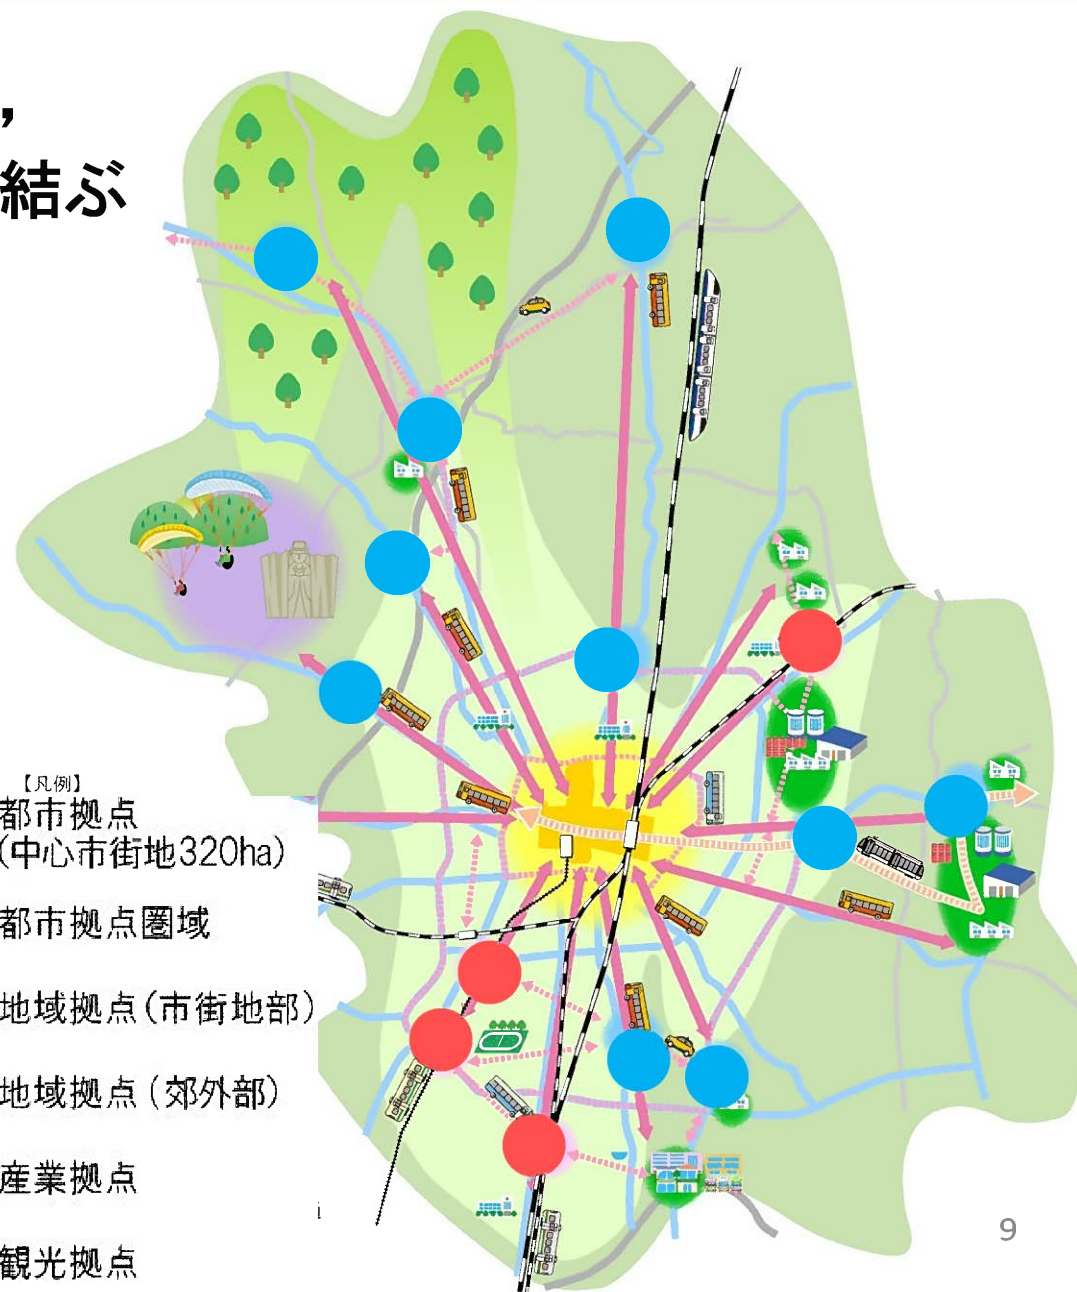 ，
結ぶ
【凡例】
都市拠点
（中心市街地320ha）
都市拠点圏域
地域拠点（市街地部）
地域拠点（郊外部）
産業拠点
観光拠点
9